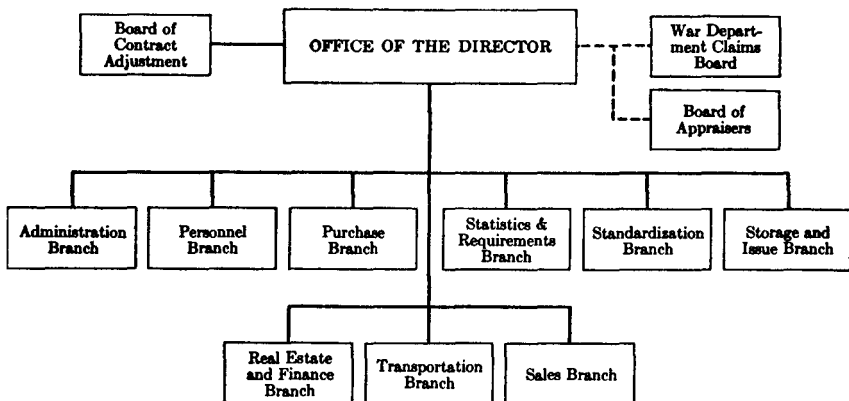 Board of
Contract
Adjustment
OFFICE OF THE DIRECTOR
War Depart-
ment Claims
Board
Board of
Appraisers
Administration
Branch
Personnel
Branch
Purchase
Branch
Statistics &
Requirements
Branch
Standardization
Branch
Storage and
Issue Branch
Real Estate
and Finance
Branch
Transportation
Branch
Sales Branch